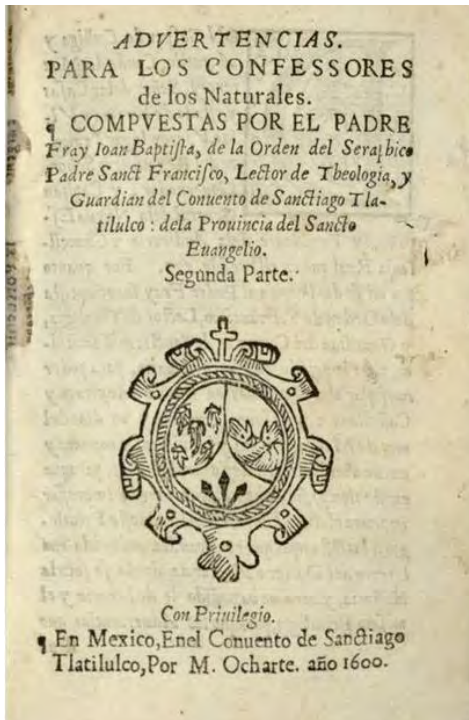 ADVERTENCIAS.
PARA LOS CONFESSORES
de los Naturales.
¶ COMPVESTAS POR EL PADRE
Fray Ioan Baptiſta, de la Orden del Seraphico
Padre Sanct Franciſco, Lector de Theologia, y
Guardian del Conuento de Sanctiago Tla-
tilulco : dela Prouincia del Sancto
Euangelio.
Segunda Parte.
Con Priuilegio.
¶ En Mexico, Enel Conuento de Sanctiago
Tlatilulco, Por M. Ocharte. año 1600.